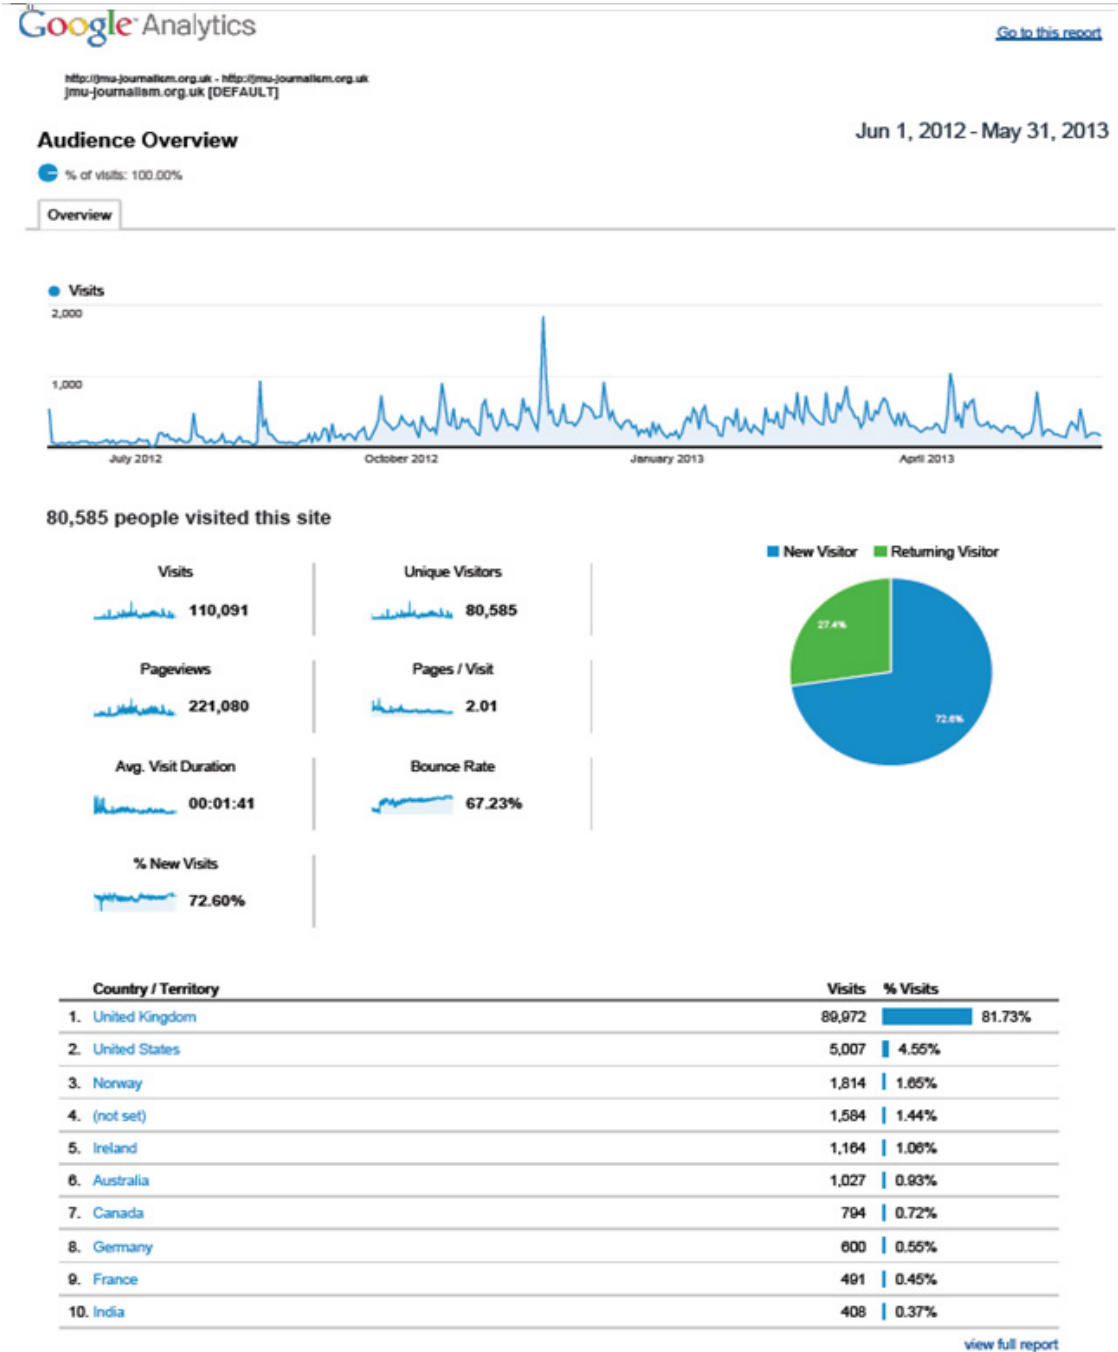 Google Analytics
Go to this report
http://jmu-journalism.org.uk - http://jmu-journalism.org.uk
jmu-journalism.org.uk [DEFAULT]
Audience Overview
Jun 1, 2012 - May 31, 2013
% of visits: 100.00%
Overview
Visits
2,000
1,000
July 2012 October 2012 January 2013 April 2013
80,585 people visited this site
New Visitor Returning Visitor
Visits
110,091
Unique Visitors
80,585
Pageviews
221,080
Pages / Visit
2.01
Avg. Visit Duration
00:01:41
Bounce Rate
67.23%
% New Visits
72.60%
27.4%
72.6%
Country / Territory Visits % Visits
1. United Kingdom 89,972 81.73%
2. United States 5,007 4.55%
3. Norway 1,814 1.65%
4. (not set) 1,584 1.44%
5. Ireland 1,164 1.06%
6. Australia 1,027 0.93%
7. Canada 794 0.72%
8. Germany 600 0.55%
9. France 491 0.45%
10. India 408 0.37%
view full report